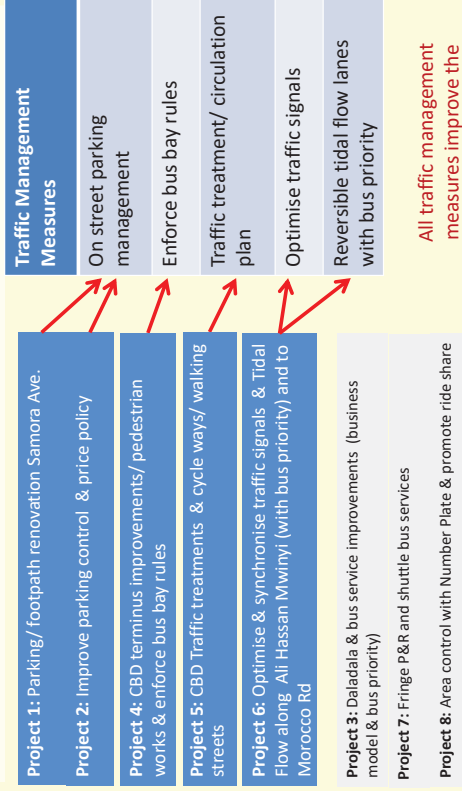 Project 1: Parking/ footpath renovation Samora Ave.
Project 2: Improve parking control & price policy
Project 4: CBD terminus improvements/ pedestrian
works & enforce bus bay rules
Project 5: CBD Traffic treatments & cycle ways/ walking
streets
Project 6: Optimise & synchronise traffic signals & Tidal
Flow along Ali Hassan Mwinyi (with bus priority) and to
Morocco Rd
Project 3: Daladala & bus service improvements (business
model & bus priority)
Project 7: Fringe P&R and shuttle bus services
Project 8: Area control with Number Plate & promote ride share
Traffic Management
Measures
On street parking
management
Enforce bus bay rules
Traffic treatment/ circulation
plan
Optimise traffic signals
Reversible tidal flow lanes
with bus priority
All traffic management
measures improve the